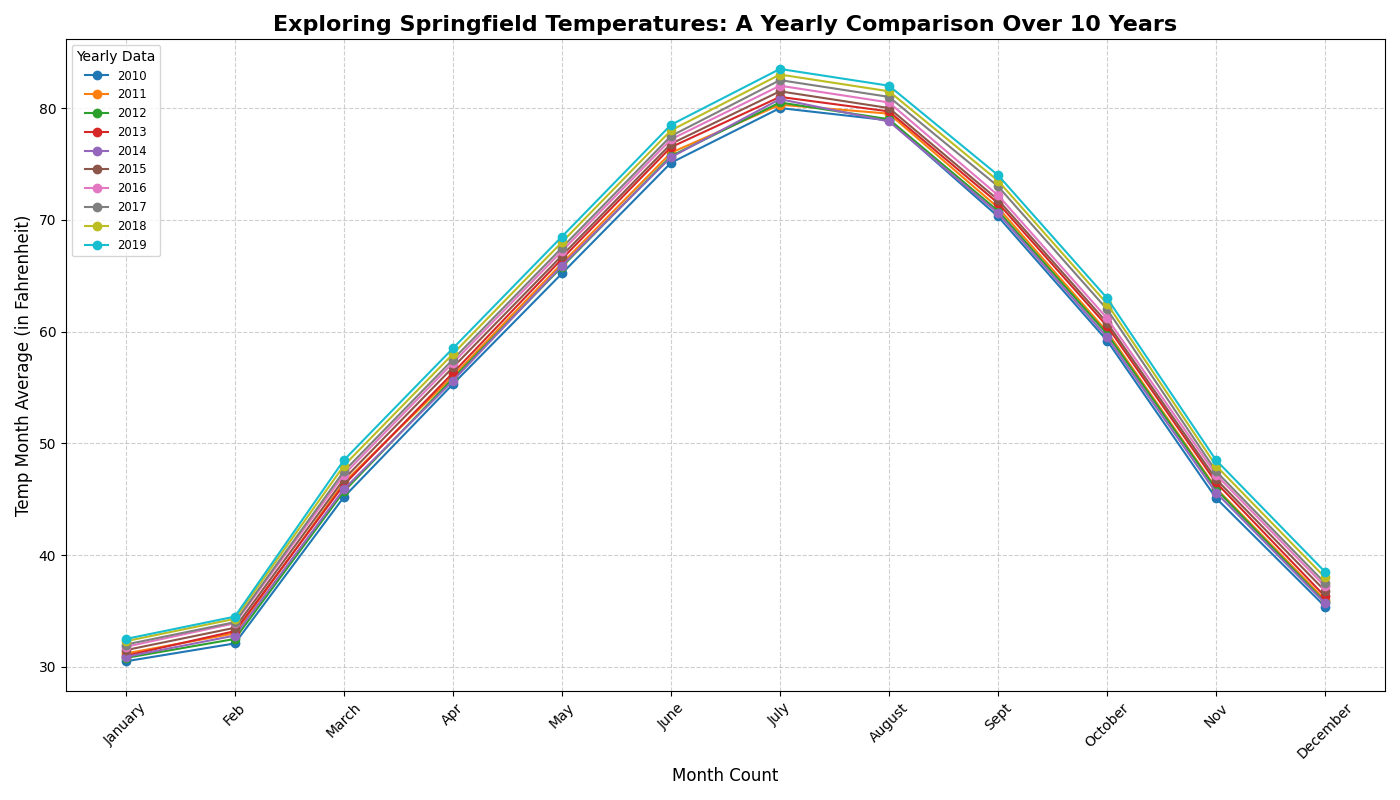 Exploring Springfield Temperatures: A Yearly Comparison Over 10 Years
Yearly Data
2010
2011
2012
2013
2014
2015
2016
2017
2018
2019
Temp Month Average (in Fahrenheit)
80
70
60
50
40
30
January
Feb
March
Apr
May
June
July
August
Sept
October
Nov
December
Month Count